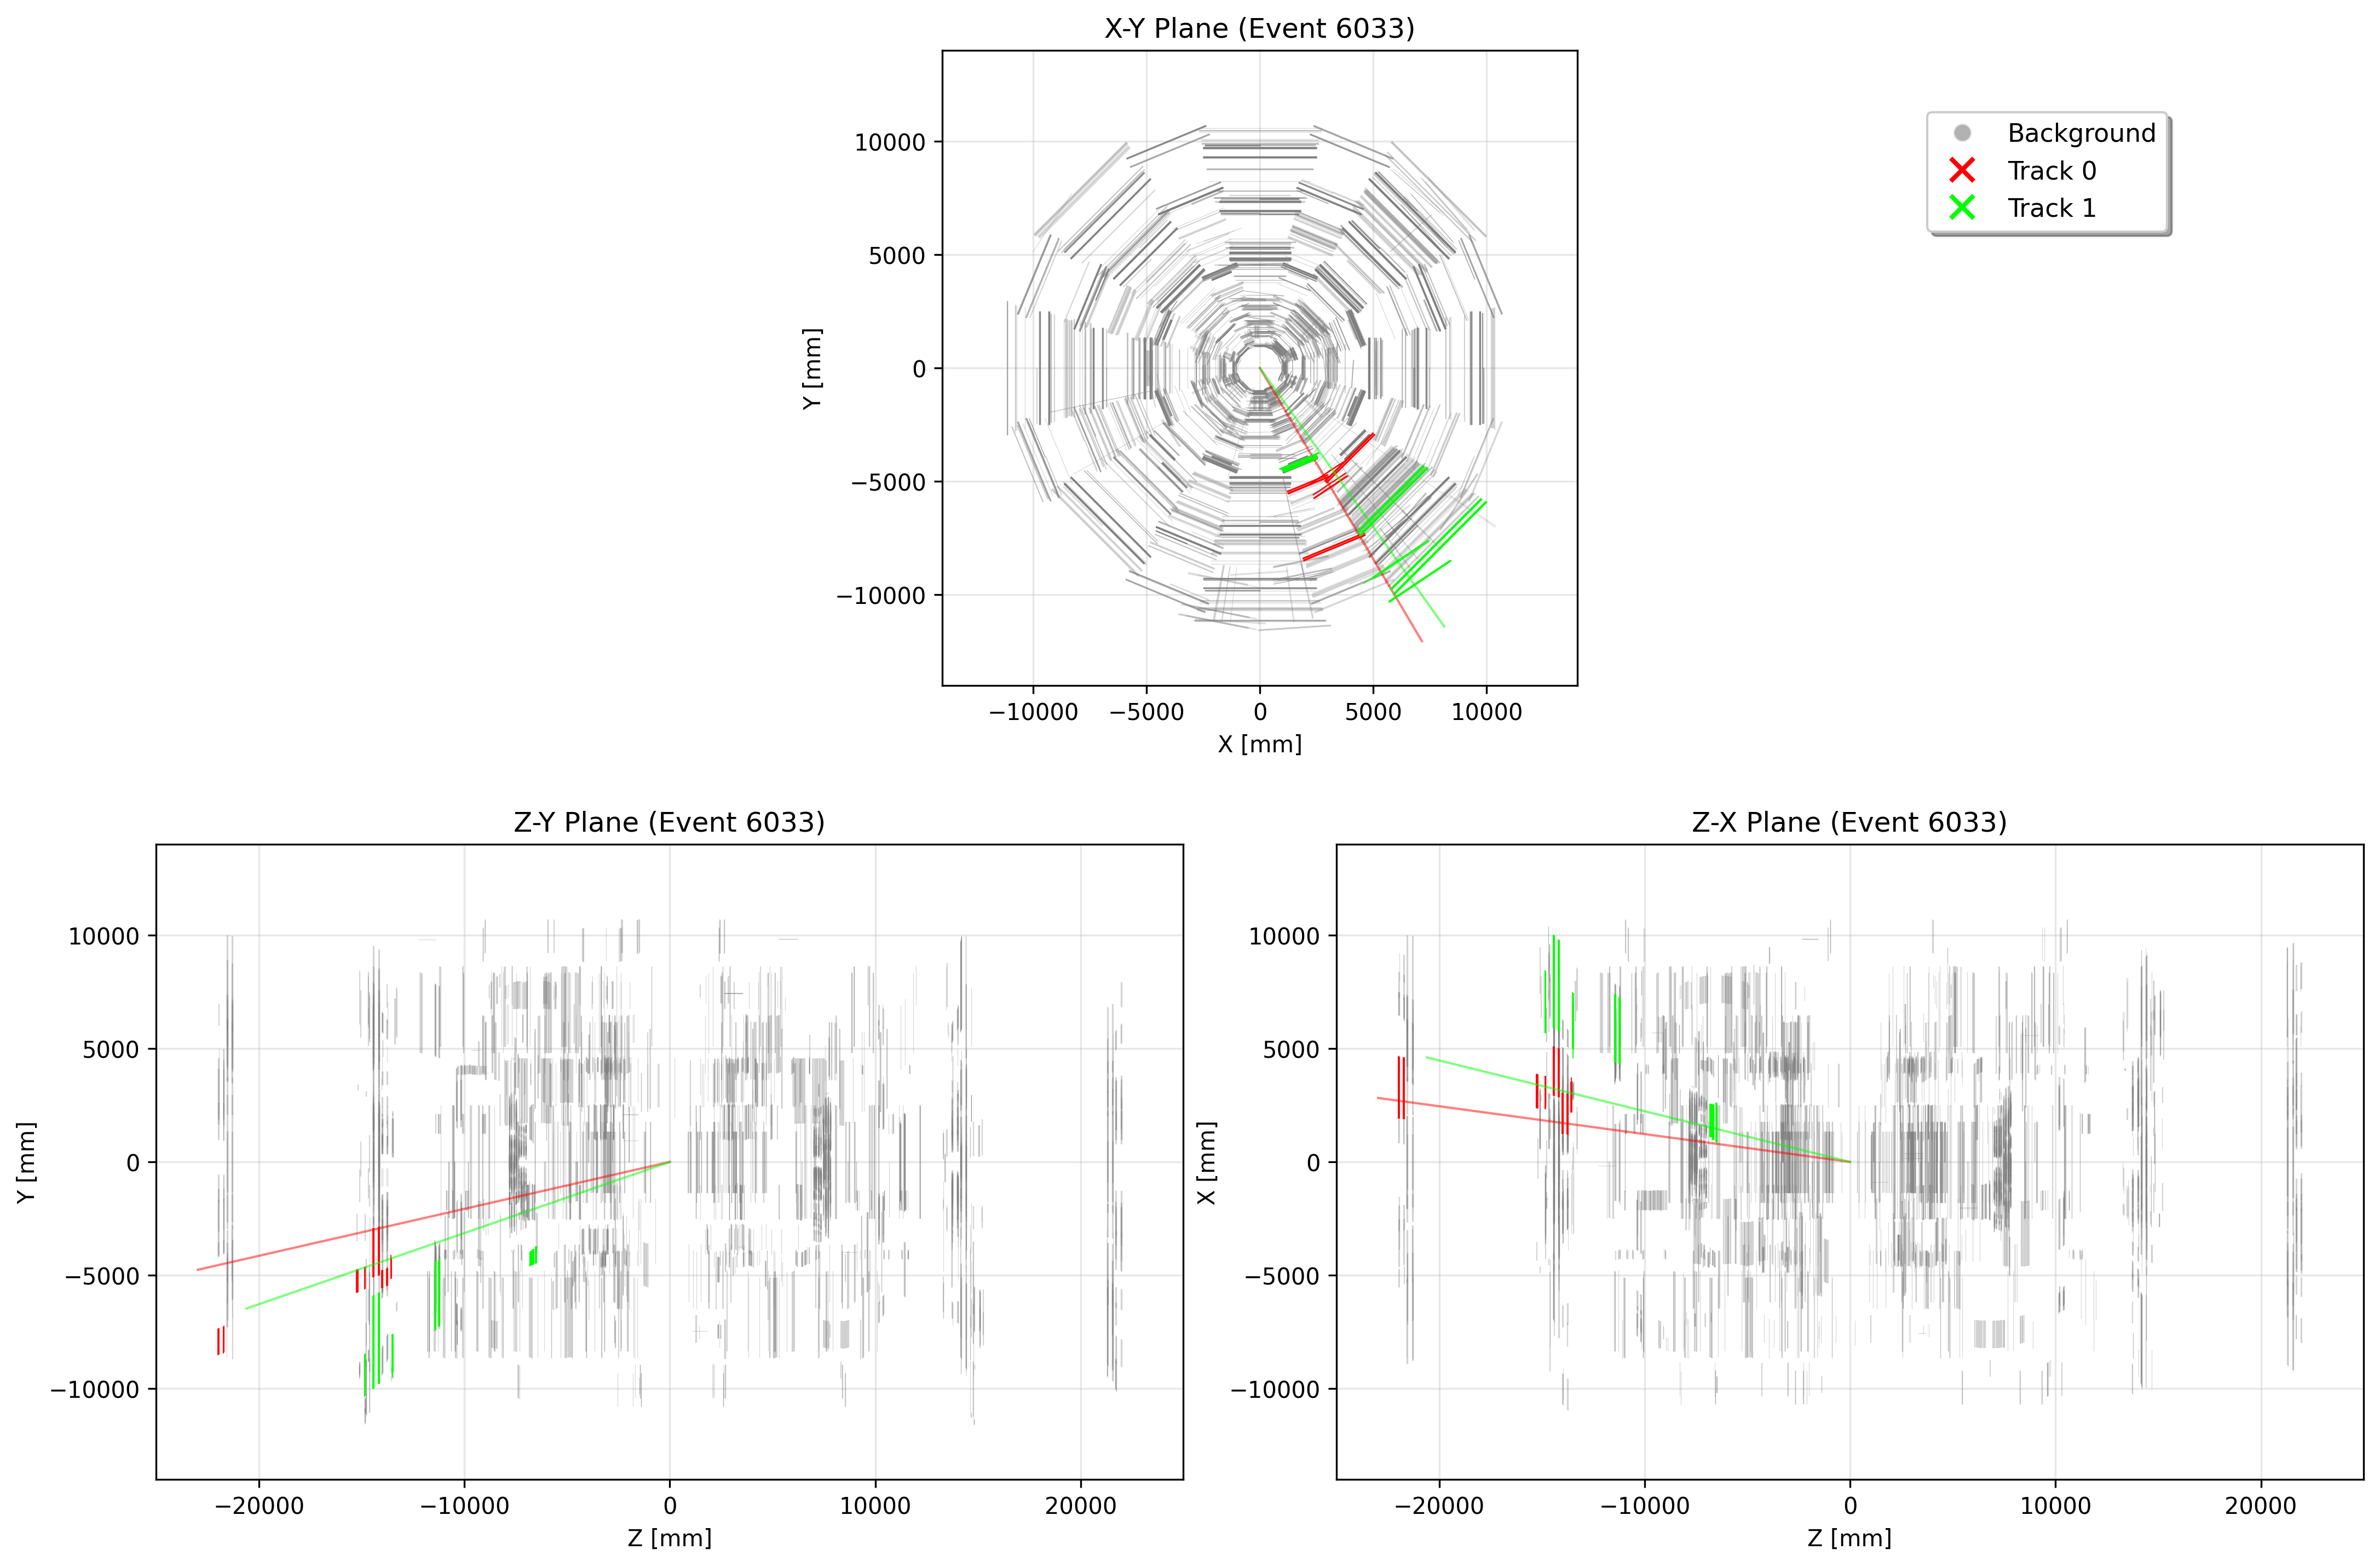 X-Y Plane (Event 6033)
Y [mm]
10000
5000
0
−5000
−10000
−10000 −5000 0 5000 10000
X [mm]
Background
Track 0
Track 1
Z-Y Plane (Event 6033)
Y [mm]
10000
5000
0
−5000
−10000
−20000 −10000 0 10000 20000
Z [mm]
Z-X Plane (Event 6033)
X [mm]
10000
5000
0
−5000
−10000
−20000 −10000 0 10000 20000
Z [mm]